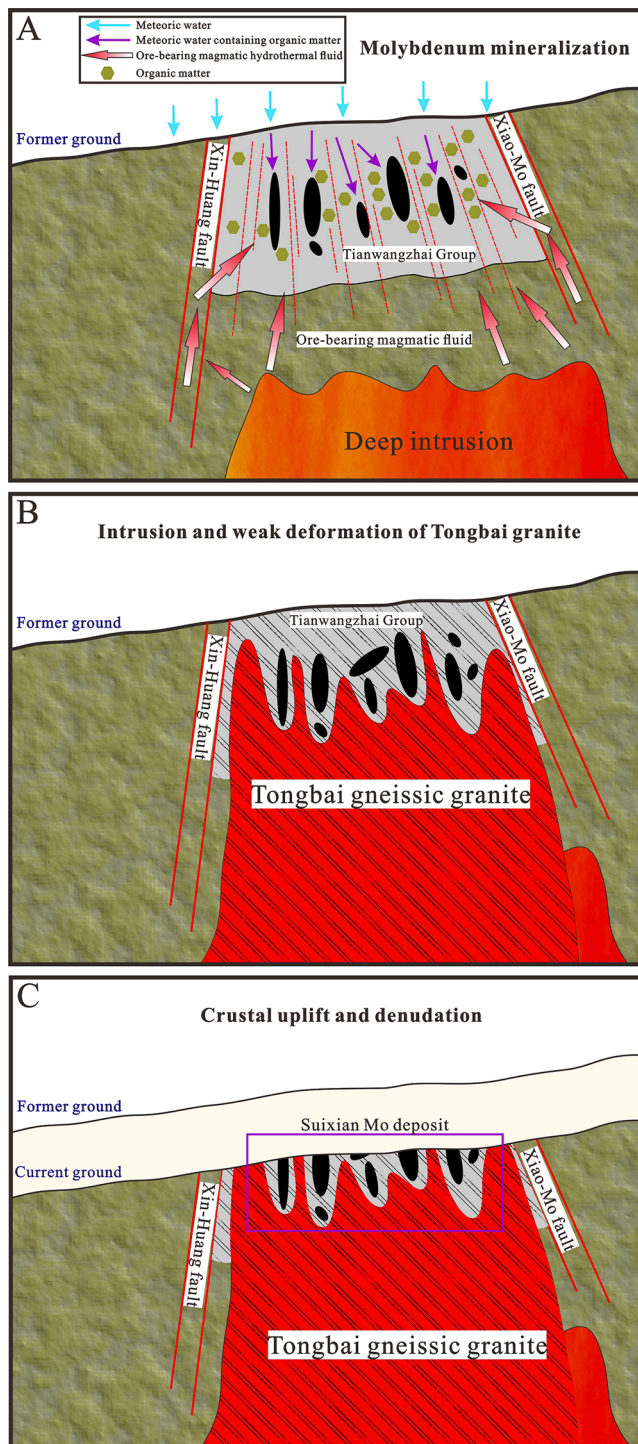 A
Meteoric water
Meteoric water containing organic matter
Ore-bearing magmatic hydrothermal fluid
Organic matter
Molybdenum mineralization
Former ground
Xin-Huang fault
Xiao-Mo fault
Tianwangzhai Group
Ore-bearing magmatic fluid
Deep intrusion
B
Intrusion and weak deformation of Tongbai granite
Former ground
Tianwangzhai Group
Xin-Huang fault
Xiao-Mo fault
Tongbai gneissic granite
C
Crustal uplift and denudation
Former ground
Suixian Mo deposit
Current ground
Xin-Huang fault
Xiao-Mo fault
Tongbai gneissic granite